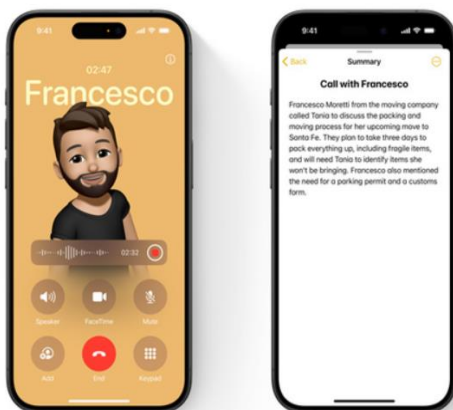 9:41
02:47
Francesco
02:32
Speaker
FaceTime
Mute
Add
End
Keypad
9:41
Back
Summary
Call with Francesco
Francesco Moretti from the moving company
called Tania to discuss the packing and
moving process for her upcoming move to
Santa Fe. They plan to take three days to
pack everything up, including fragile items,
and will need Tania to identify items she
won't be bringing. Francesco also mentioned
the need for a parking permit and a customs
form.